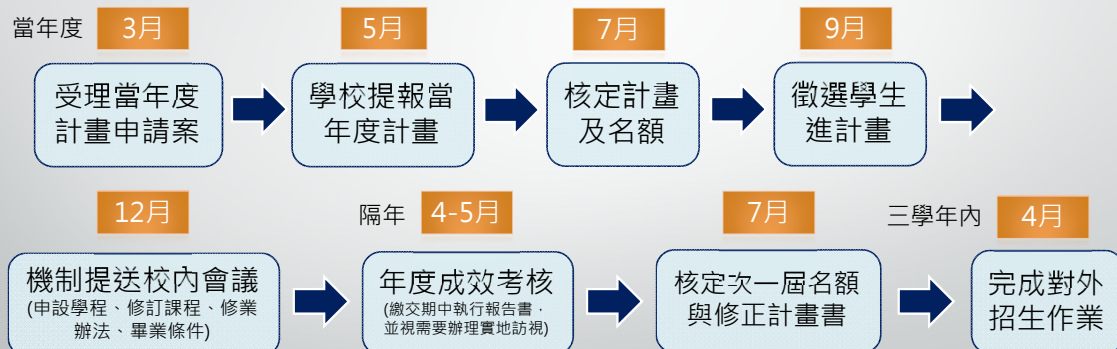 當年度
3月
5月
7月
9月
受理當年度
計畫申請案
學校提報當
年度計畫
核定計畫
及名額
徵選學生
進計畫
12月
隔年
4-5月
7月
三學年內
4月
機制提送校內會議
(申設學程、修訂課程、修業
辦法、畢業條件)
年度成效考核
(繳交期中執行報告書，
並視需要辦理實地訪視)
核定次一屆名額
與修正計畫書
完成對外
招生作業